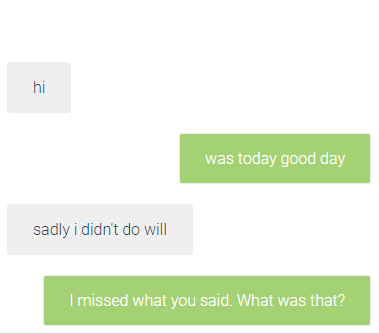 hi
was today good day
sadly i didn't do will
I missed what you said. What was that?